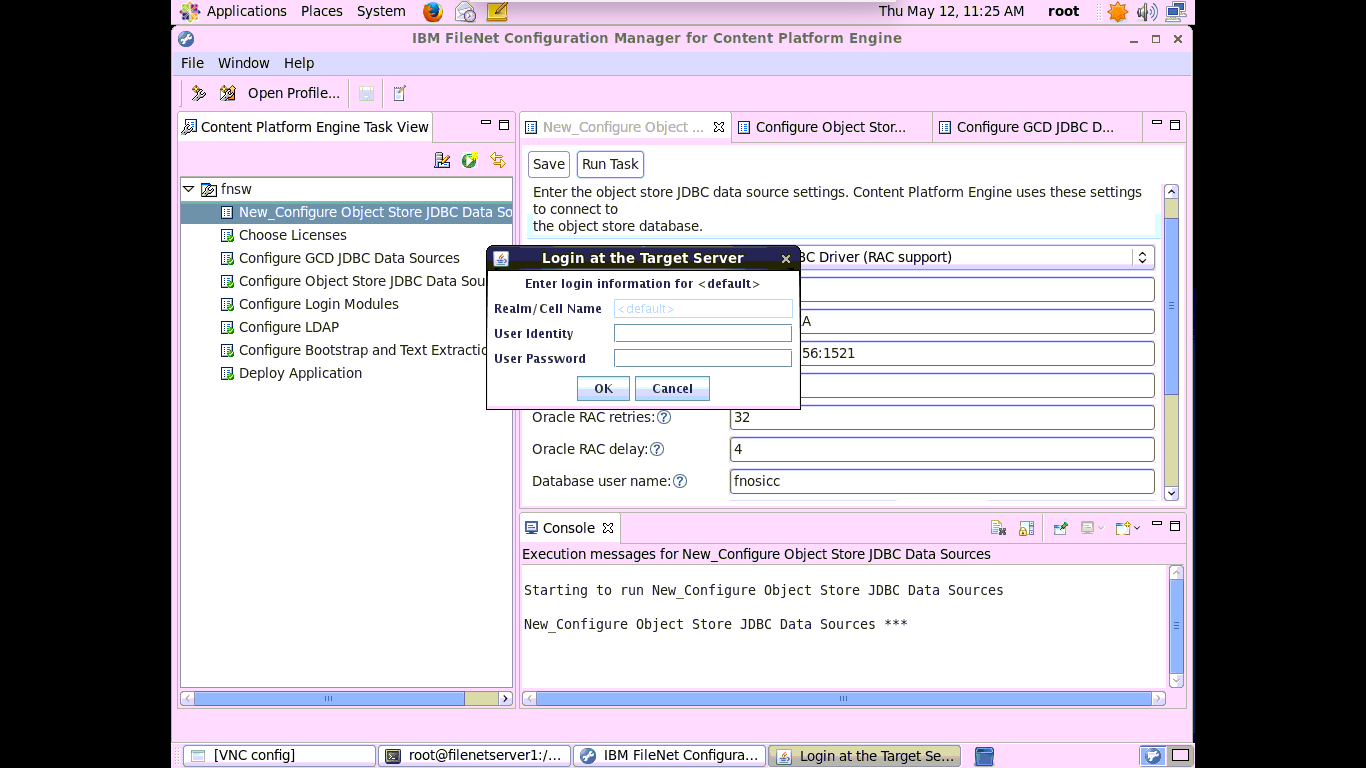 Applications Places System Thu May 12, 11:25 AM root
IBM FileNet Configuration Manager for Content Platform Engine
File Window Help
Open Profile...
Content Platform Engine Task View
New_Configure Object ... Configure Object Stor... Configure GCD JDBC D...
Save Run Task
fnsw
New_Configure Object Store JDBC Data So
Choose Licenses
Configure GCD JDBC Data Sources
Configure Object Store JDBC Data Sou
Configure Login Modules
Configure LDAP
Configure Bootstrap and Text Extractio
Deploy Application
Enter the object store JDBC data source settings. Content Platform Engine uses these settings
to connect to
the object store database.
BC Driver (RAC support)
A
56:1521
Login at the Target Server
Enter login information for <default>
Realm/Cell Name <default>
User Identity
User Password
OK Cancel
Oracle RAC retries: 32
Oracle RAC delay: 4
Database user name: fnosicc
Console
Execution messages for New_Configure Object Store JDBC Data Sources
Starting to run New_Configure Object Store JDBC Data Sources
New_Configure Object Store JDBC Data Sources ***
[VNC config] root@filenetserver1:/... IBM FileNet Configura... Login at the Target Se...